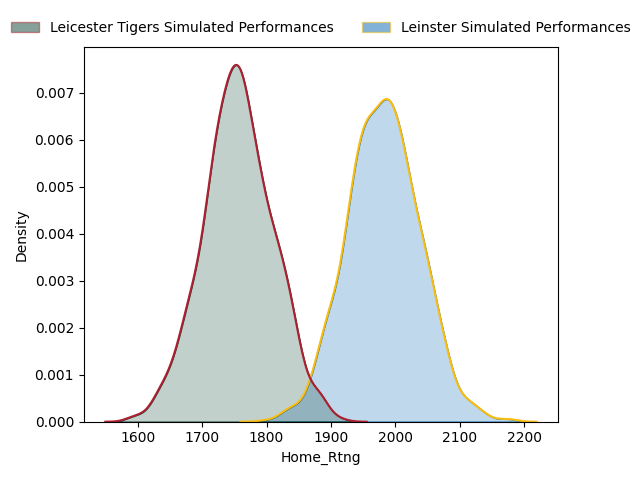 Leicester Tigers Simulated Performances Leinster Simulated Performances
0.007
0.006
0.005
0.004
0.003
0.002
0.001
0.000
Density
1600 1700 1800 1900 2000 2100 2200
Home_Rtng